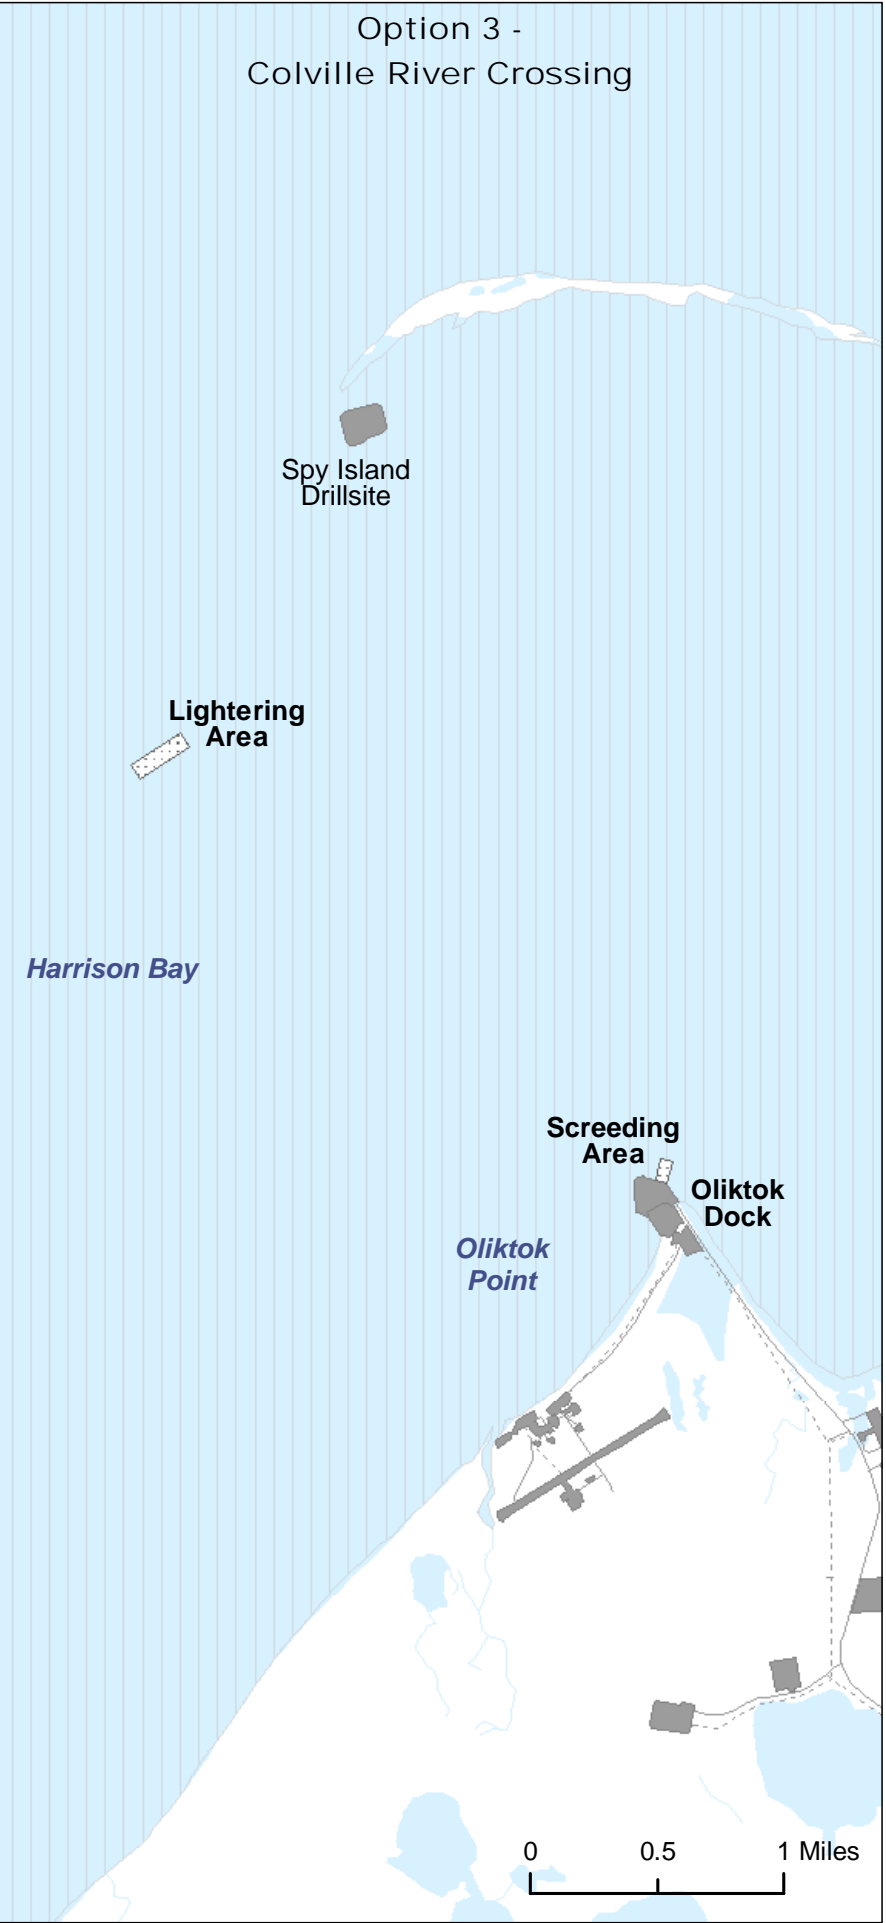 Option 3 -
Colville River Crossing
Spy Island
Drillsite
Lightering
Area
Harrison Bay
Screeding
Area
Oliktok
Dock
Oliktok
Point
0 0.5 1 Miles